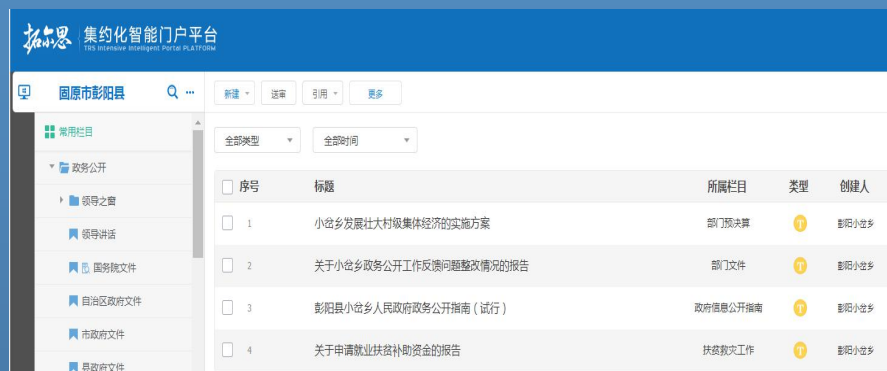 拓尔思 集约化智能门户平台
TRS Intensive Intelligent Portal PLATFORM
固原市彭阳县
新建 送审 引用 更多
常用栏目
全部类型 全部时间
政务公开
序号 标题 所属栏目 类型 创建人
领导之窗
1 小岔乡发展壮大村级集体经济的实施方案 部门预决算 T 彭阳小岔乡
领导讲话
2 关于小岔乡政务公开工作反馈问题整改情况的报告 部门文件 T 彭阳小岔乡
国务院文件
自治区政府文件
3 彭阳县小岔乡人民政府政务公开指南（试行） 政府信息公开指南 T 彭阳小岔乡
市政府文件
4 关于申请就业扶贫补助资金的报告 扶贫救灾工作 T 彭阳小岔乡
县政府文件